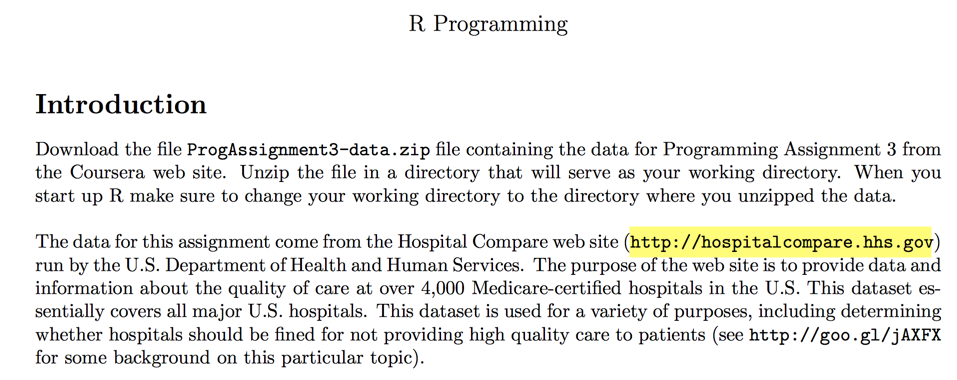 R Programming
Introduction
Download the file ProgAssignment3-data.zip file containing the data for Programming Assignment 3 from
the Coursera web site. Unzip the file in a directory that will serve as your working directory. When you
start up R make sure to change your working directory to the directory where you unzipped the data.
The data for this assignment come from the Hospital Compare web site (http://hospitalcompare.hhs.gov)
run by the U.S. Department of Health and Human Services. The purpose of the web site is to provide data and
information about the quality of care at over 4,000 Medicare-certified hospitals in the U.S. This dataset es-
sentially covers all major U.S. hospitals. This dataset is used for a variety of purposes, including determining
whether hospitals should be fined for not providing high quality care to patients (see http://goo.gl/jAXFX
for some background on this particular topic).